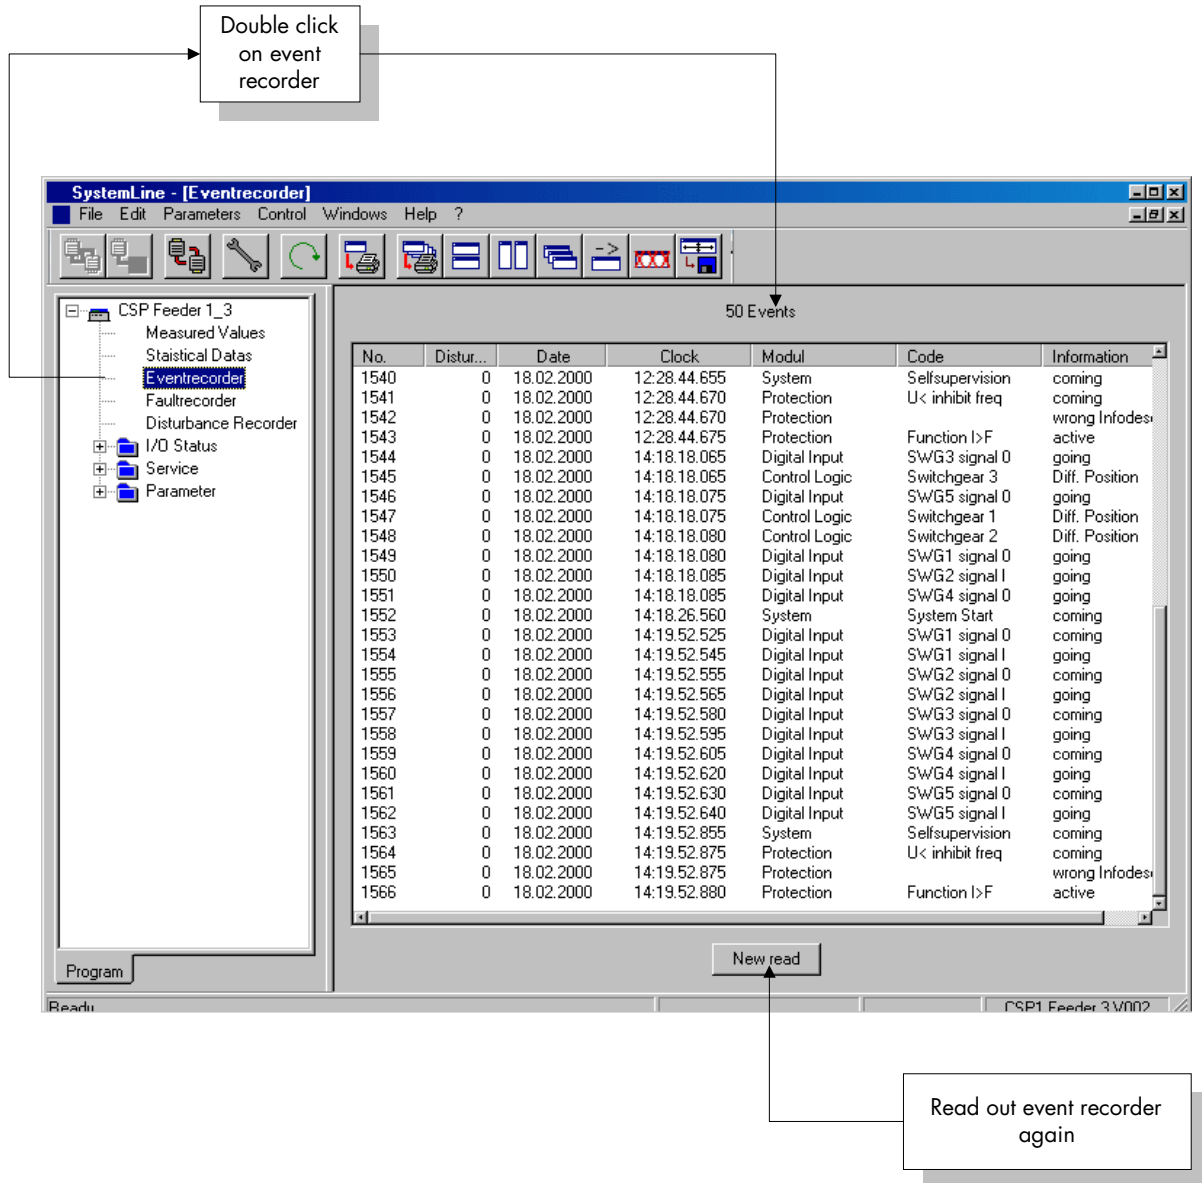 Double click
on event
recorder
SystemLine - [Eventrecorder]
File Edit Parameters Control Windows Help ?
CSP Feeder 1_3
Measured Values
Staistical Datas
Eventrecorder
Faultrecorder
Disturbance Recorder
I/O Status
Service
Parameter
Program
50 Events
No. Distur... Date Clock Modul Code Information
1540 0 18.02.2000 12:28.44.655 System Selfsupervision coming
1541 0 18.02.2000 12:28.44.670 Protection U< inhibit freq coming
1542 0 18.02.2000 12:28.44.670 Protection wrong Infodes
1543 0 18.02.2000 12:28.44.675 Protection Function I>F active
1544 0 18.02.2000 14:18.18.065 Digital Input SWG3 signal 0 going
1545 0 18.02.2000 14:18.18.065 Control Logic Switchgear 3 Diff. Position
1546 0 18.02.2000 14:18.18.075 Digital Input SWG5 signal 0 going
1547 0 18.02.2000 14:18.18.075 Control Logic Switchgear 1 Diff. Position
1548 0 18.02.2000 14:18.18.080 Control Logic Switchgear 2 Diff. Position
1549 0 18.02.2000 14:18.18.080 Digital Input SWG1 signal 0 going
1550 0 18.02.2000 14:18.18.085 Digital Input SWG2 signal I going
1551 0 18.02.2000 14:18.18.085 Digital Input SWG4 signal 0 going
1552 0 18.02.2000 14:18.26.560 System System Start coming
1553 0 18.02.2000 14:19.52.525 Digital Input SWG1 signal 0 coming
1554 0 18.02.2000 14:19.52.545 Digital Input SWG1 signal I going
1555 0 18.02.2000 14:19.52.555 Digital Input SWG2 signal 0 coming
1556 0 18.02.2000 14:19.52.565 Digital Input SWG2 signal I going
1557 0 18.02.2000 14:19.52.580 Digital Input SWG3 signal 0 coming
1558 0 18.02.2000 14:19.52.595 Digital Input SWG3 signal I going
1559 0 18.02.2000 14:19.52.605 Digital Input SWG4 signal 0 coming
1560 0 18.02.2000 14:19.52.620 Digital Input SWG4 signal I going
1561 0 18.02.2000 14:19.52.630 Digital Input SWG5 signal 0 coming
1562 0 18.02.2000 14:19.52.640 Digital Input SWG5 signal I going
1563 0 18.02.2000 14:19.52.855 System Selfsupervision coming
1564 0 18.02.2000 14:19.52.875 Protection U< inhibit freq coming
1565 0 18.02.2000 14:19.52.875 Protection wrong Infodes
1566 0 18.02.2000 14:19.52.880 Protection Function I>F active
New read
Ready CSP1 Feeder 3 V002
Read out event recorder
again